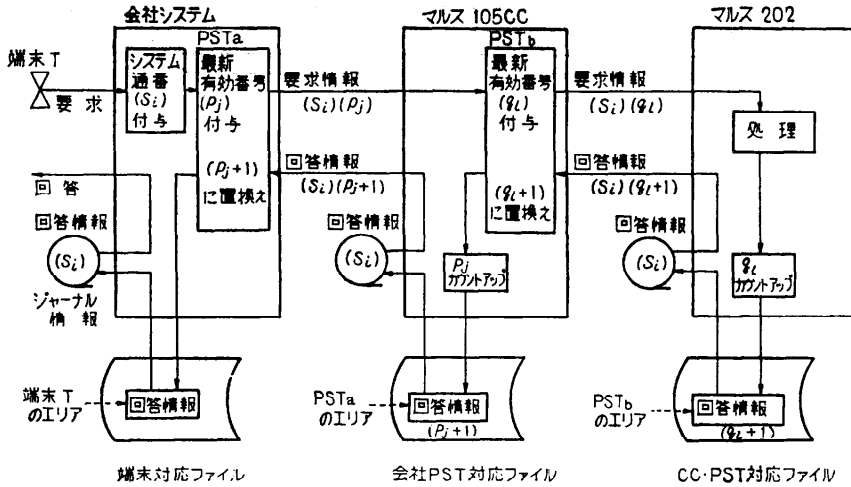 会社システム
マルス 105CC
マルス 202
端末T
要求
システム
通番
(Si)
付与
PSTa
最新
有効番号
(Pj)
付与
(Pj+1)
に置換え
要求情報
(Si)(Pj)
回答情報
(Si)(Pj+1)
PSTb
最新
有効番号
(ql)
付与
(ql+1)
に置換え
要求情報
(Si)(ql)
回答情報
(Si)(ql+1)
処理
回答
回答情報
(Si)
ジャーナル
情報
回答情報
(Si)
Pj
カウントアップ
回答情報
(Si)
ql
カウントアップ
端末T
のエリア
回答情報
PSTa
のエリア
回答情報
(Pj+1)
PSTb
のエリア
回答情報
(ql+1)
端末対応ファイル
会社PST対応ファイル
CC・PST対応ファイル